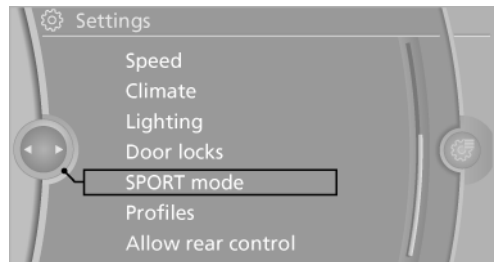 Settings
Speed
Climate
Lighting
Door locks
SPORT mode
Profiles
Allow rear control